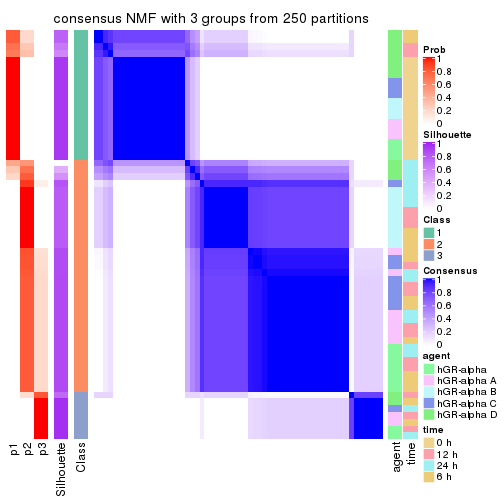 consensus NMF with 3 groups from 250 partitions
Prob
1
0.8
0.6
0.4
0.2
0
Silhouette
1
0.8
0.6
0.4
0.2
0
Class
1
2
3
Consensus
1
0.8
0.6
0.4
0.2
0
agent
hGR-alpha
hGR-alpha A
hGR-alpha B
hGR-alpha C
hGR-alpha D
time
0 h
12 h
24 h
6 h
p1
p2
p3
Silhouette
Class
agent
time